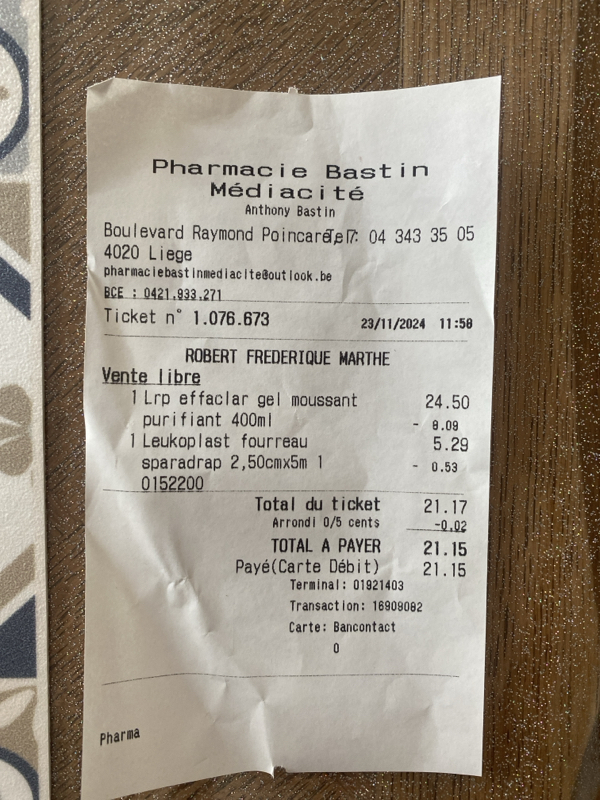 Pharmacie Bastin
Médiacité
Anthony Bastin
Boulevard Raymond Poincaré, 7 Tel: 04 343 35 05
4020 Liege
pharmaciebastinmediacite@outlook.be
BCE : 0421.933.271
Ticket n° 1.076.673 23/11/2024 11:50
ROBERT FREDERIQUE MARTHE
Vente libre
1 Lrp effaclar gel moussant 24.50
purifiant 400ml - 8.09
1 Leukoplast fourreau 5.29
sparadrap 2,50cmx5m 1 - 0.53
0152200
Total du ticket 21.17
Arrondi 0/5 cents -0.02
TOTAL A PAYER 21.15
Payé(Carte Débit) 21.15
Terminal: 01921403
Transaction: 16909082
Carte: Bancontact
0
Pharma